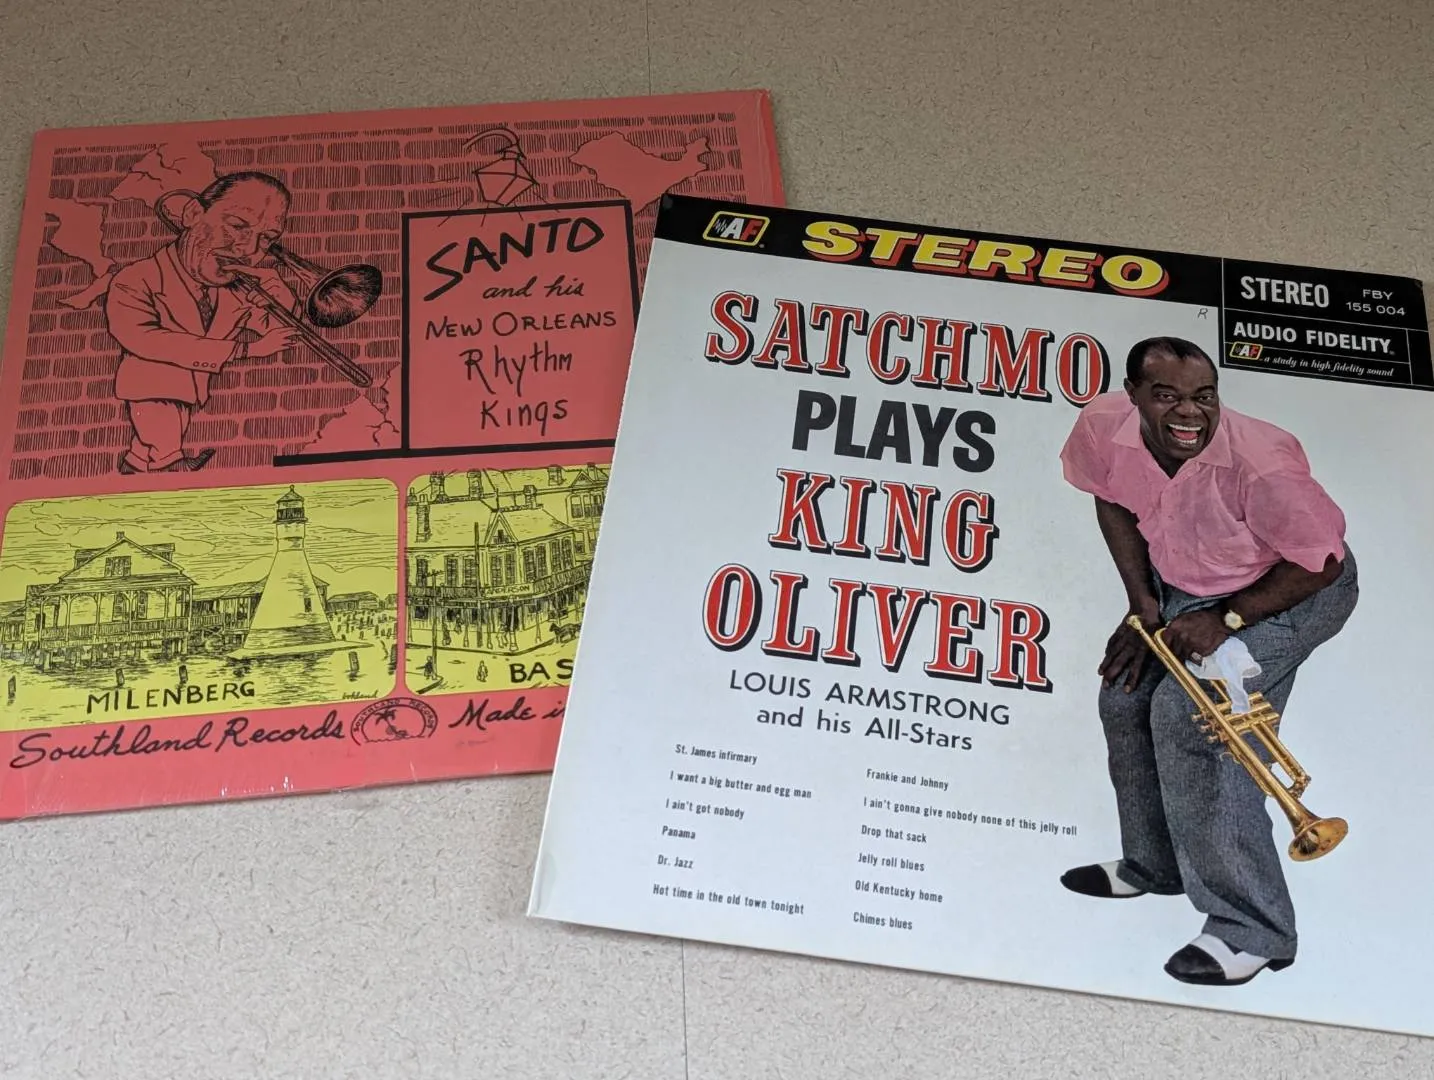 SANTO
and his
NEW ORLEANS
Rhythm
Kings
ANDERSON
MILENBERG
BAS
Southland Records
SOUTHLAND RECORDS
Made i
AF
STEREO
STEREO
FBY
155 004
AUDIO FIDELITY
AF
a study in high fidelity sound
R
SATCHMO
PLAYS
KING
OLIVER
LOUIS ARMSTRONG
and his All-Stars
St. James infirmary
I want a big butter and egg man
I ain't got nobody
Panama
Dr. Jazz
Hot time in the old town tonight
Frankie and Johnny
I ain't gonna give nobody none of this jelly roll
Drop that sack
Jelly roll blues
Old Kentucky home
Chimes blues